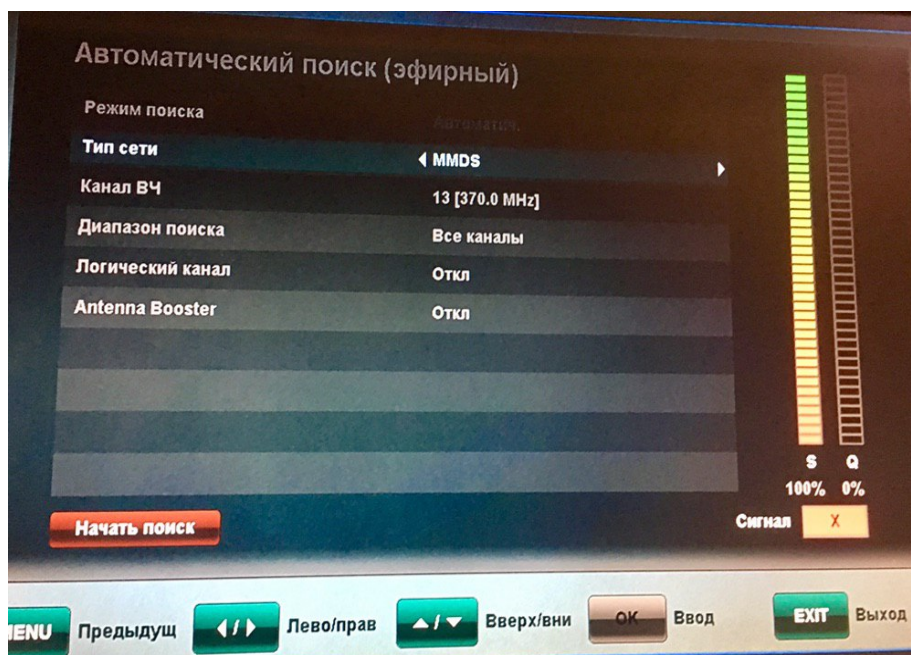 Автоматический поиск (эфирный)
Режим поиска Автоматич.
Тип сети MMDS
Канал ВЧ 13 [370.0 MHz]
Диапазон поиска Все каналы
Логический канал Откл
Antenna Booster Откл
S Q
100% 0%
Начать поиск Сигнал X
MENU Предыдущ Лево/прав Вверх/вни OK Ввод EXIT Выход